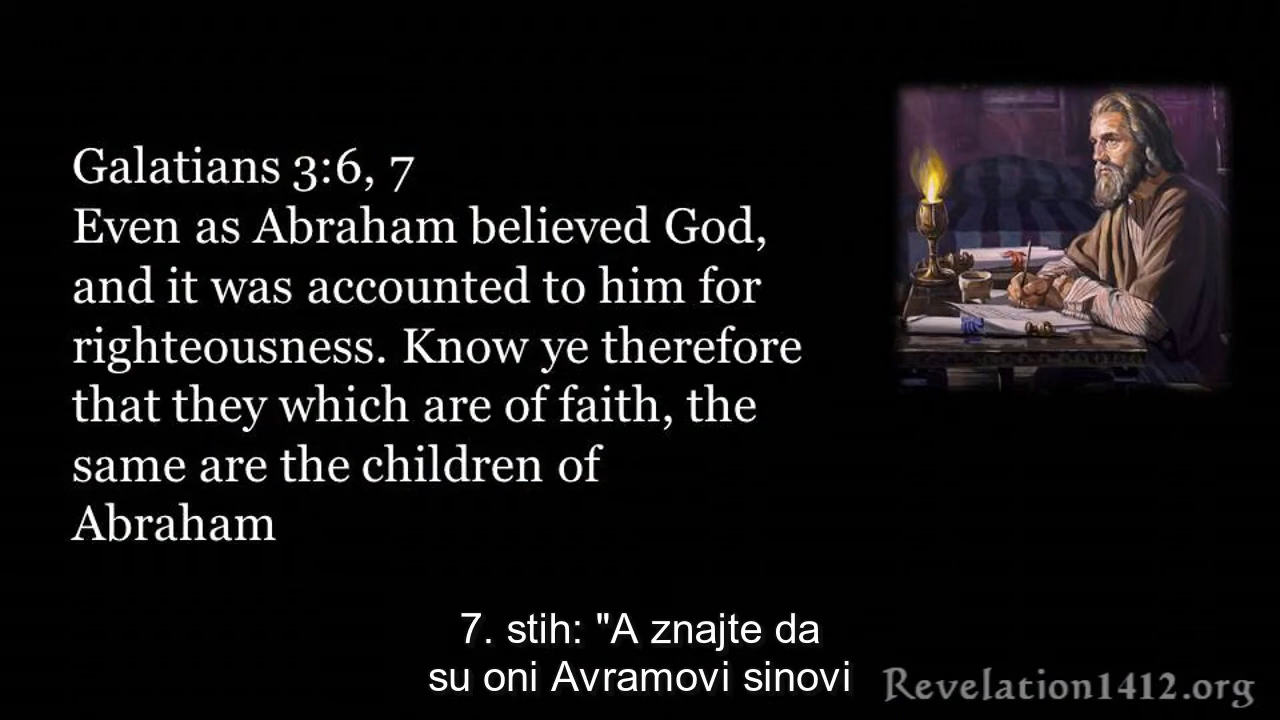 Galatians 3:6, 7
Even as Abraham believed God,
and it was accounted to him for
righteousness. Know ye therefore
that they which are of faith, the
same are the children of
Abraham
7. stih: "A znajte da
su oni Avramovi sinovi
Revelation1412.org